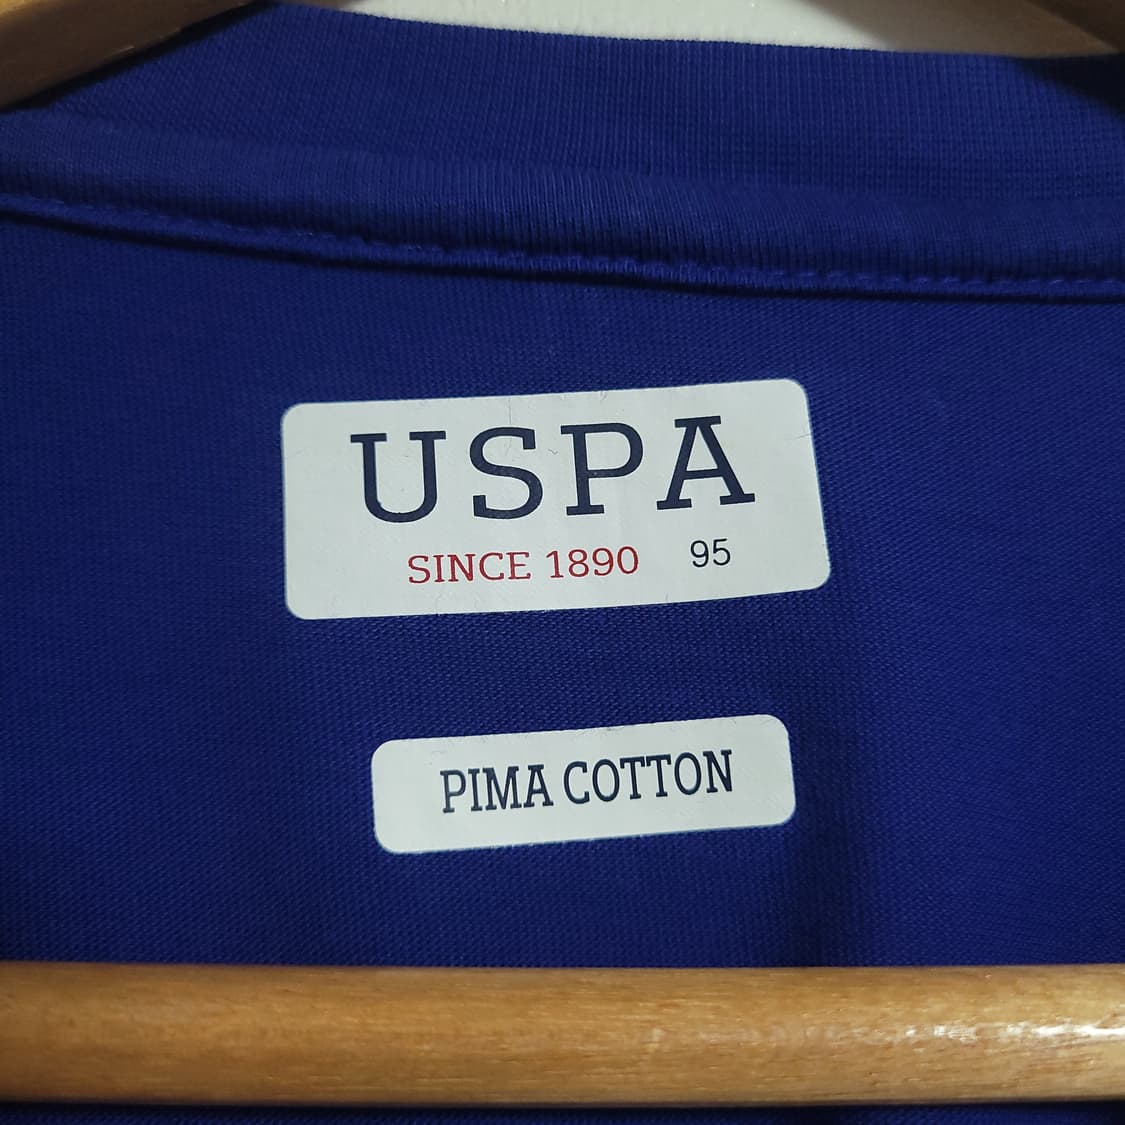 USPA
SINCE 1890 95
PIMA COTTON